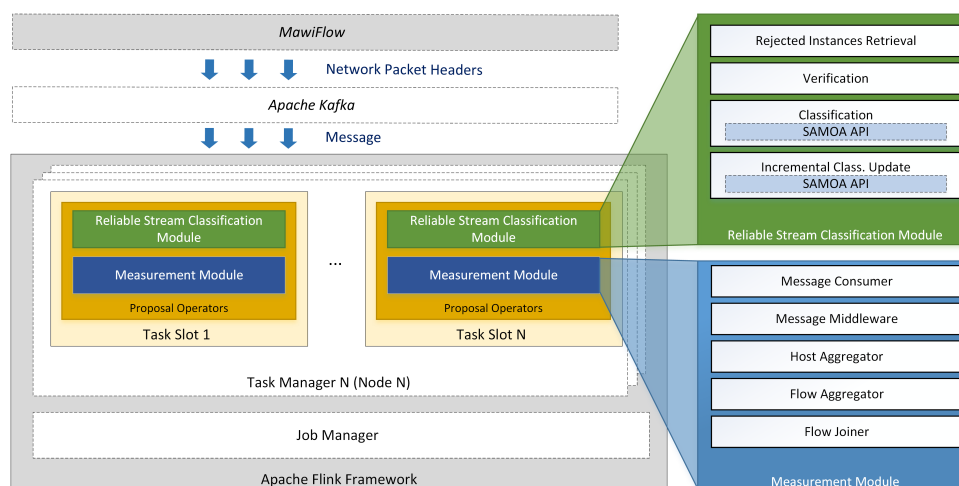 MawiFlow
Network Packet Headers
Apache Kafka
Message
Reliable Stream Classification
Module
Measurement Module
Proposal Operators
Task Slot 1
...
Reliable Stream Classification
Module
Measurement Module
Proposal Operators
Task Slot N
Task Manager N (Node N)
Job Manager
Apache Flink Framework
Rejected Instances Retrieval
Verification
Classification
SAMOA API
Incremental Class. Update
SAMOA API
Reliable Stream Classification Module
Message Consumer
Message Middleware
Host Aggregator
Flow Aggregator
Flow Joiner
Measurement Module